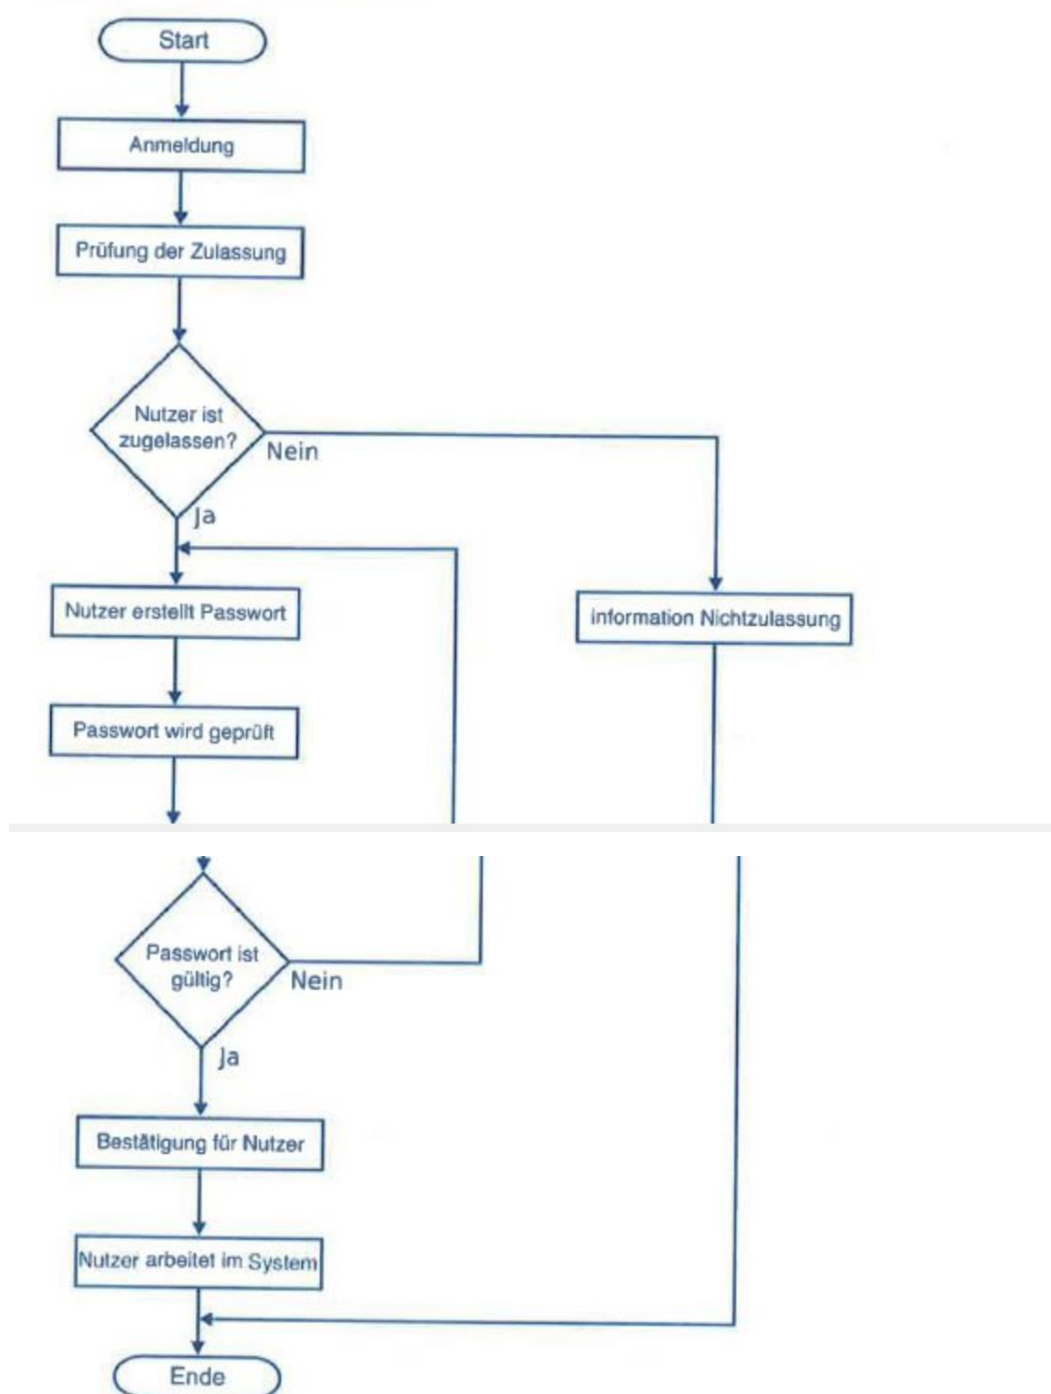 Start
Anmeldung
Prüfung der Zulassung
Nutzer ist
zugelassen?
Nein
Ja
Nutzer erstellt Passwort
Information Nichtzulassung
Passwort wird geprüft
Passwort ist
gültig?
Nein
Ja
Bestätigung für Nutzer
Nutzer arbeitet im System
Ende